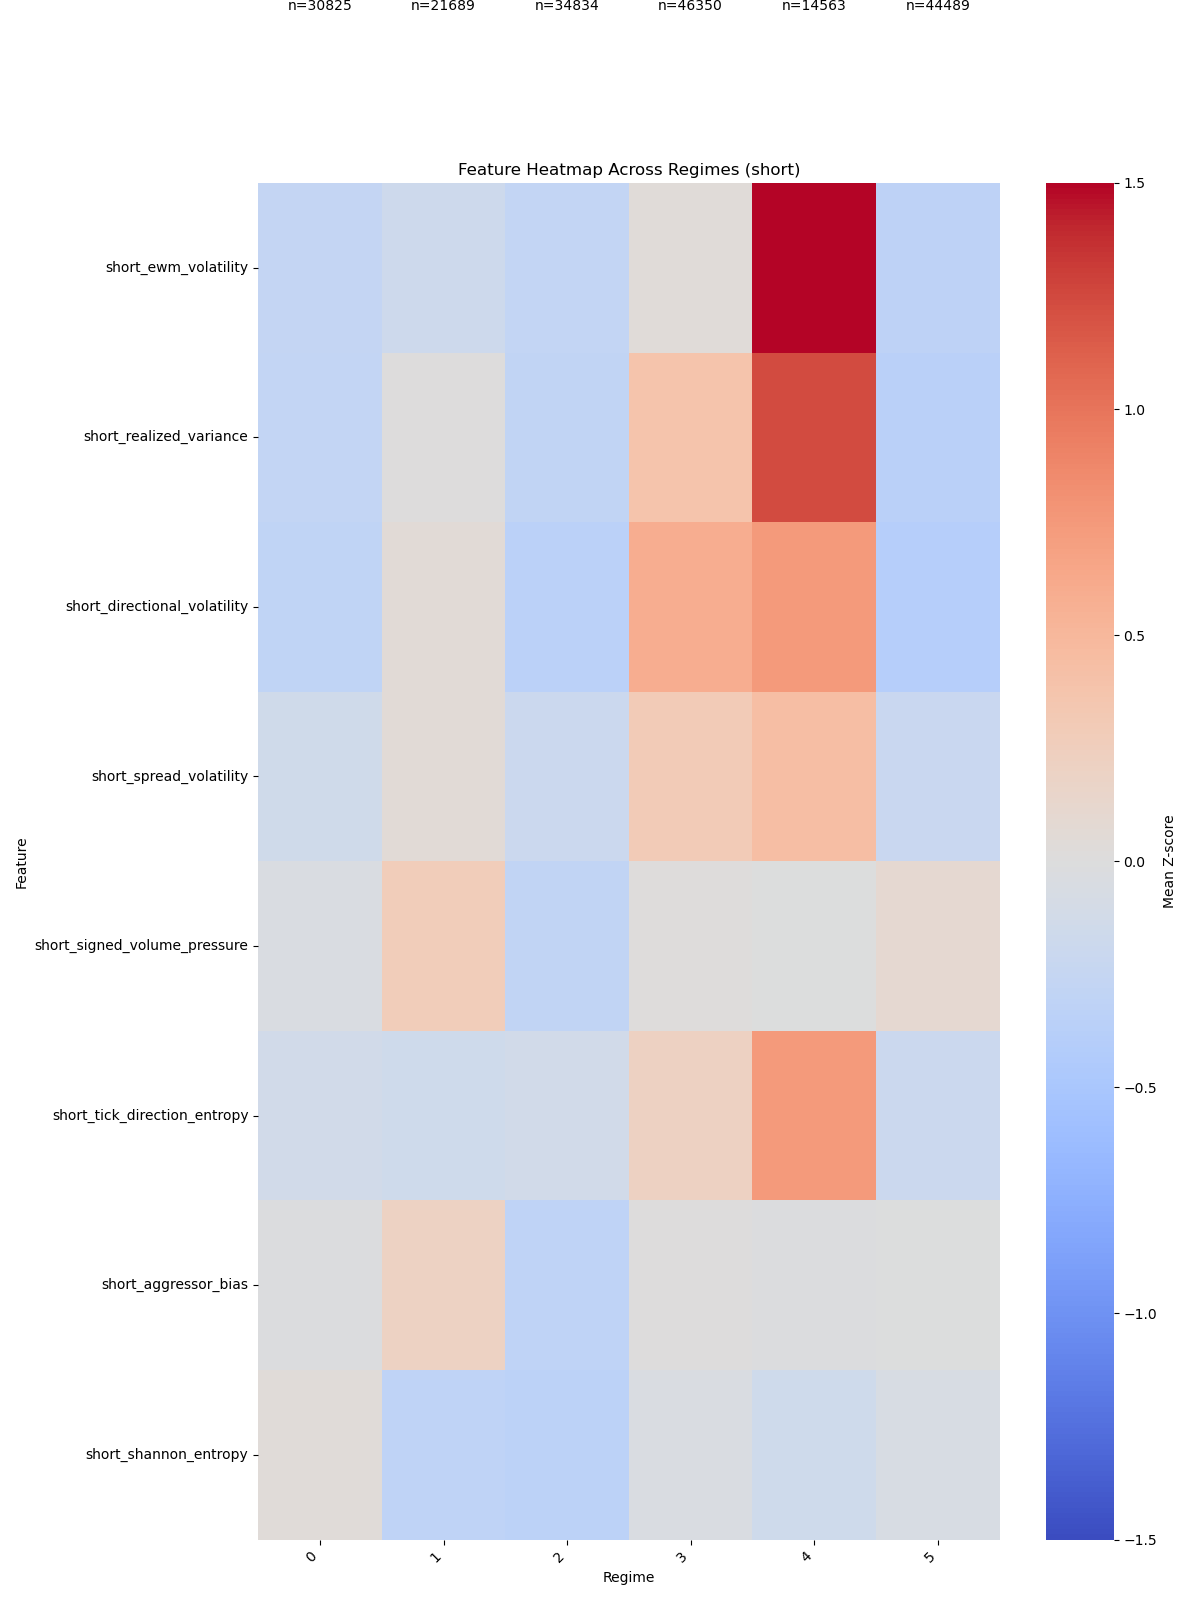 n=30825 n=21689 n=34834 n=46350 n=14563 n=44489
Feature Heatmap Across Regimes (short)
short_ewm_volatility
short_realized_variance
short_directional_volatility
short_spread_volatility
short_signed_volume_pressure
short_tick_direction_entropy
short_aggressor_bias
short_shannon_entropy
Feature
0 1 2 3 4 5
Regime
1.5
1.0
0.5
0.0
−0.5
−1.0
−1.5
Mean Z-score